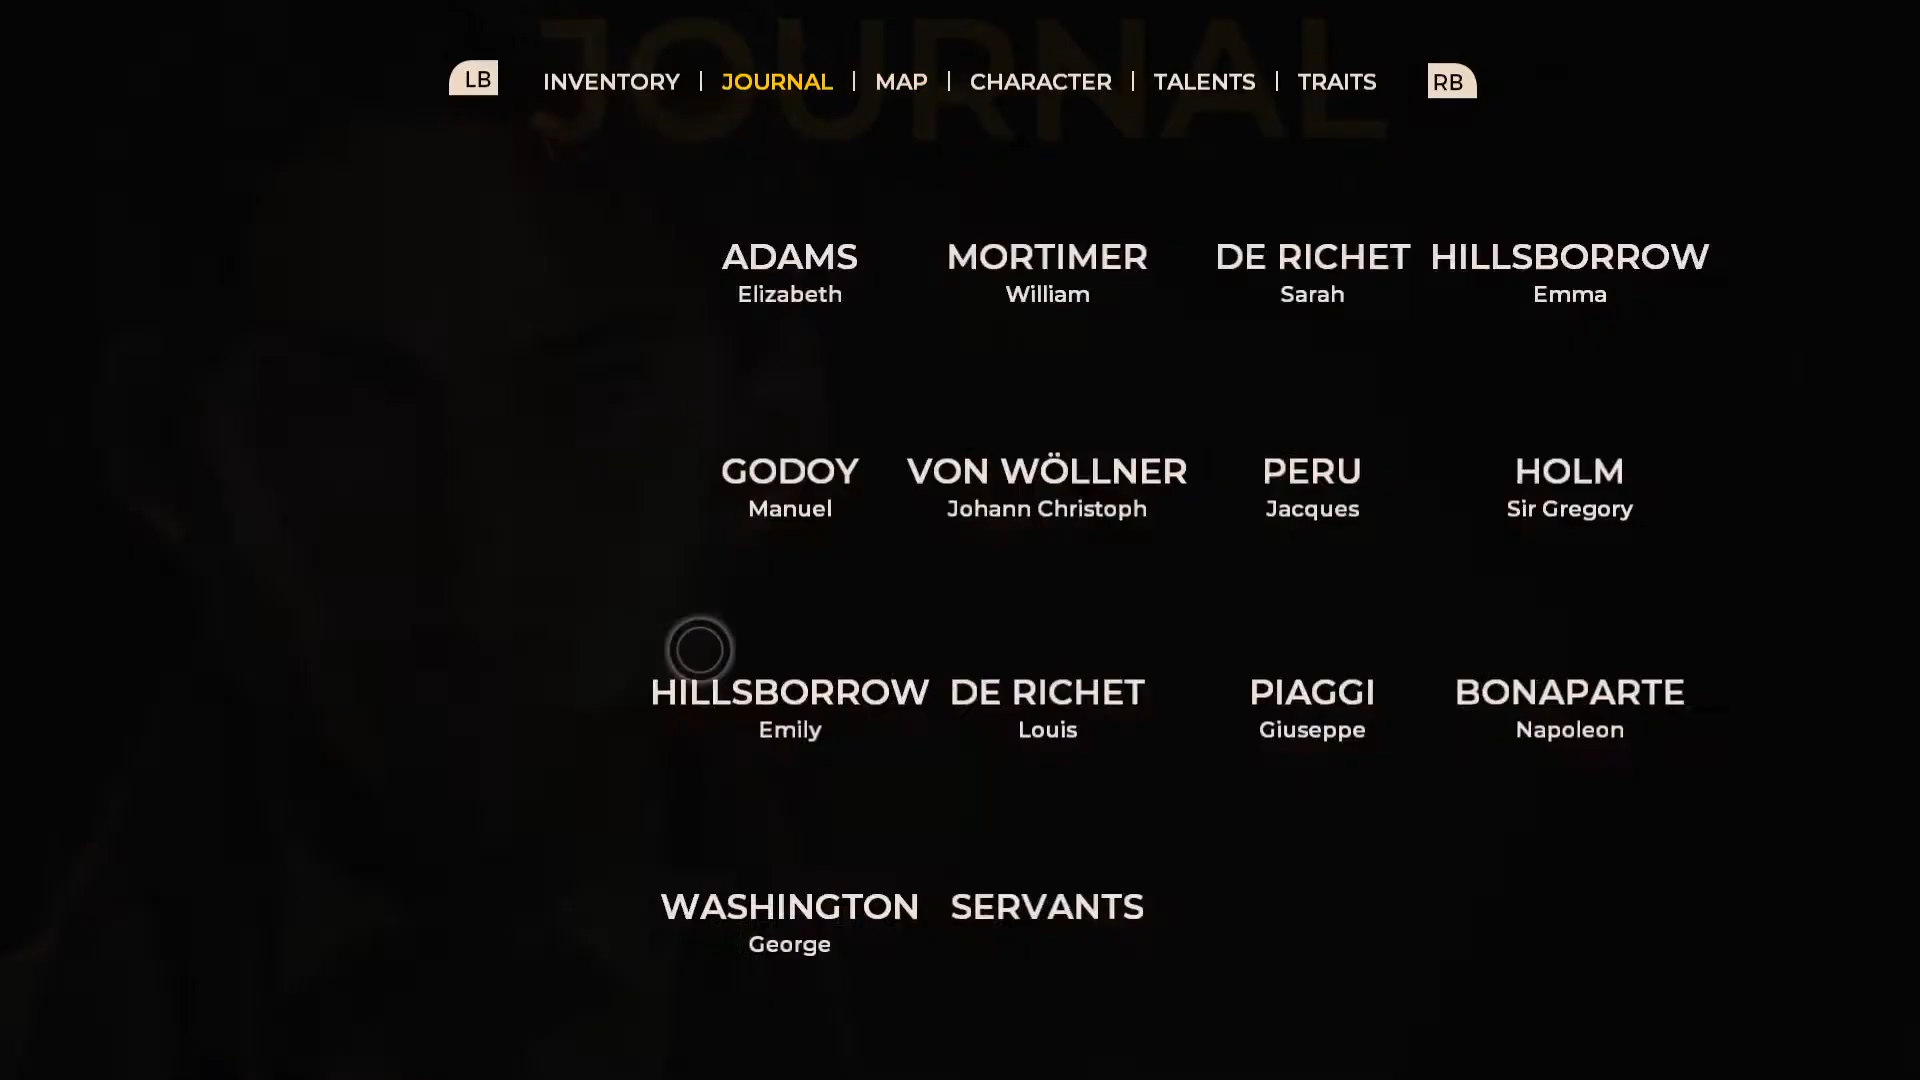 JOURNAL
LB INVENTORY | JOURNAL | MAP | CHARACTER | TALENTS | TRAITS RB
ADAMS MORTIMER DE RICHET HILLSBORROW
Elizabeth William Sarah Emma
GODOY VON WÖLLNER PERU HOLM
Manuel Johann Christoph Jacques Sir Gregory
HILLSBORROW DE RICHET PIAGGI BONAPARTE
Emily Louis Giuseppe Napoleon
WASHINGTON SERVANTS
George